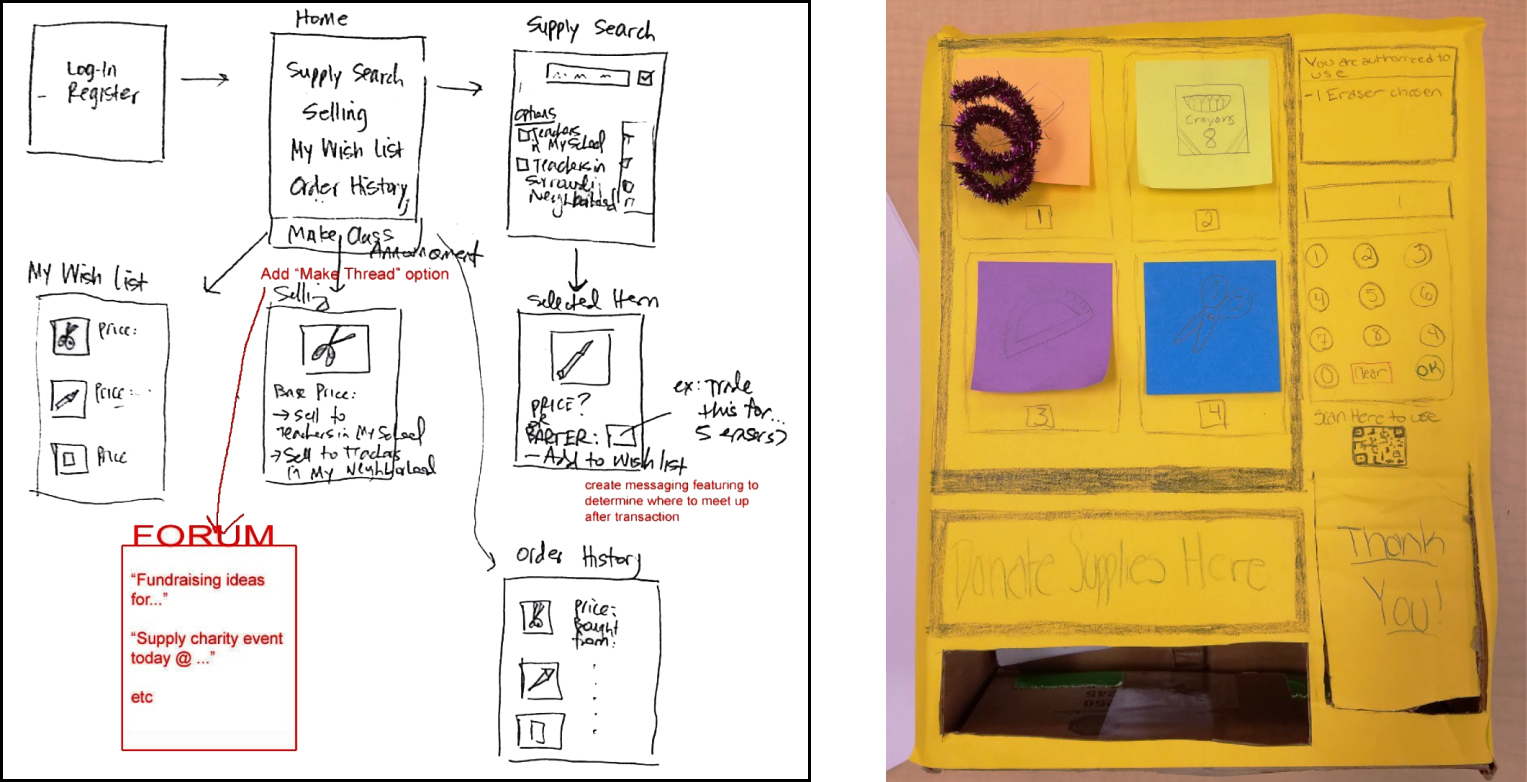 Log-In
- Register
Home
Supply Search
Selling
My Wish List
Order History
Make Class
Announcement
Add "Make Thread" option
Supply Search
options
in My School
Traders in
Neighborhood
My Wish list
Price:
Price:
Price
Selling
Base Price:
→ Sell to
Teachers in My School
→ Sell to Traders
in My Neighborhood
Selected Item
PRICE?
or
BARTER:
- Add to Wish list
ex: trade
this for...
5 erasers?
create messaging featuring to
determine where to meet up
after transaction
FORUM
"Fundraising ideas
for..."
"Supply charity event
today @ ..."
etc
Order History
Price:
Bought
from:
You are authorized to
use
-1 Eraser chosen
Crayons
8
1
2
3
4
1 2 3
4 5 6
7 8 9
0 Clear OK
Scan Here to use
Donate Supplies Here
Thank
You!